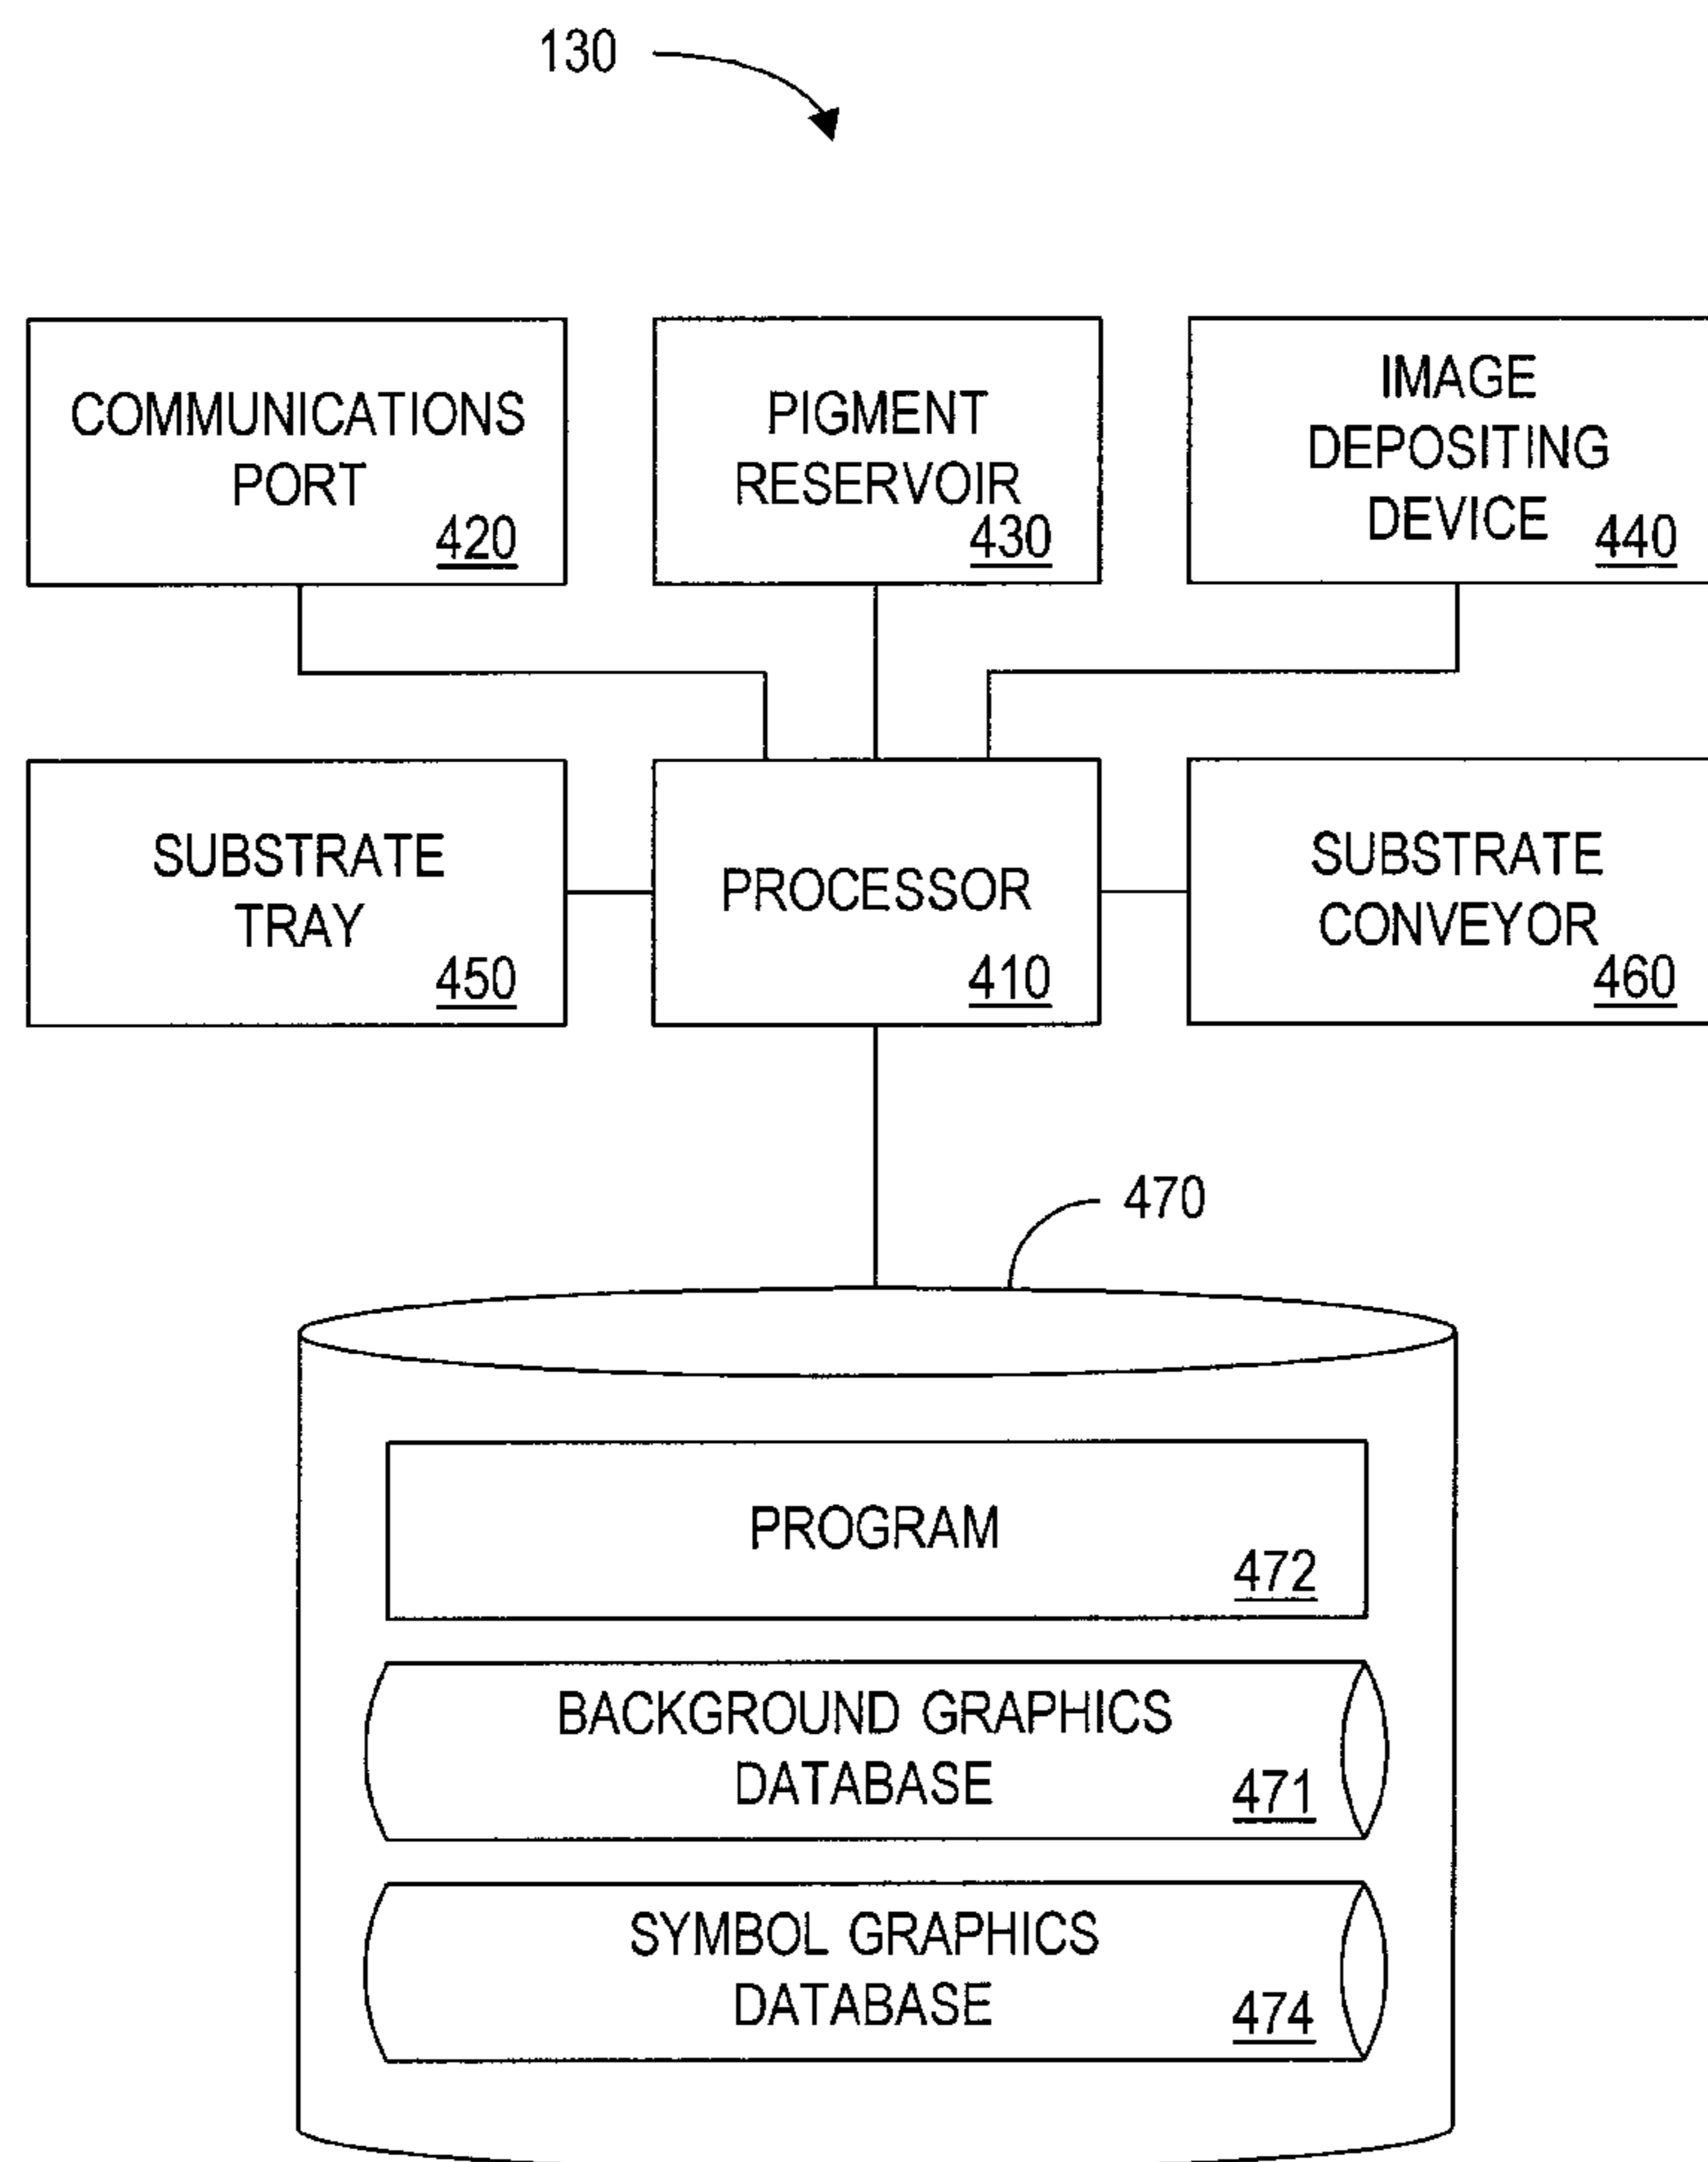 130
COMMUNICATIONS
PORT
420
PIGMENT
RESERVOIR
430
IMAGE
DEPOSITING
DEVICE
440
SUBSTRATE
TRAY
450
PROCESSOR
410
SUBSTRATE
CONVEYOR
460
470
PROGRAM
472
BACKGROUND GRAPHICS
DATABASE
471
SYMBOL GRAPHICS
DATABASE
474